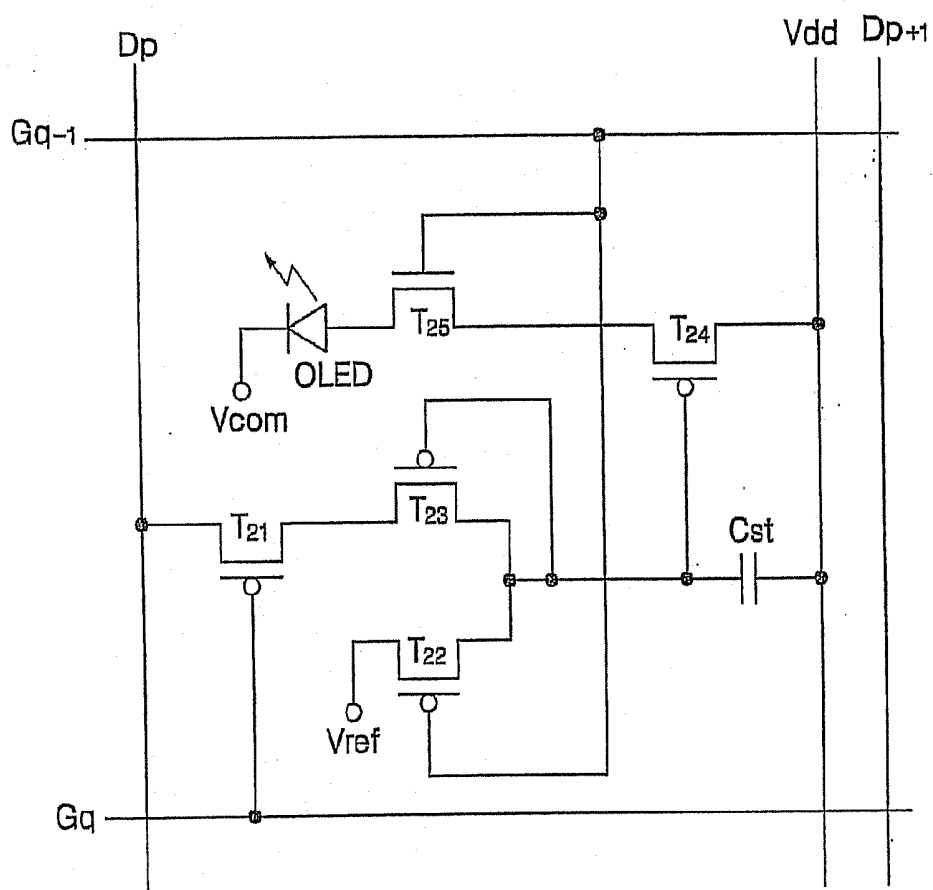 Dp
Vdd
Dp+1
Gq-1
T25
T24
OLED
Vcom
T23
T21
Cst
T22
Vref
Gq